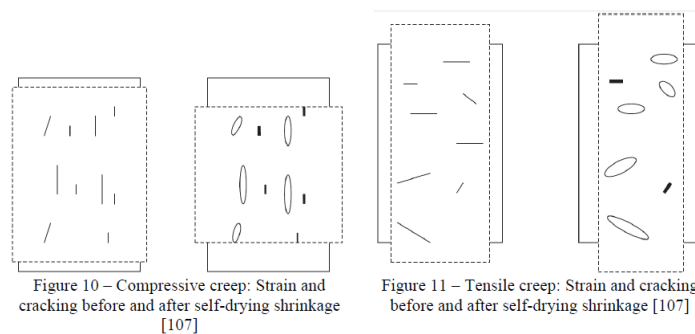 Figure 10 – Compressive creep: Strain and
cracking before and after self-drying shrinkage
[107]
Figure 11 – Tensile creep: Strain and cracking
before and after self-drying shrinkage
[107]